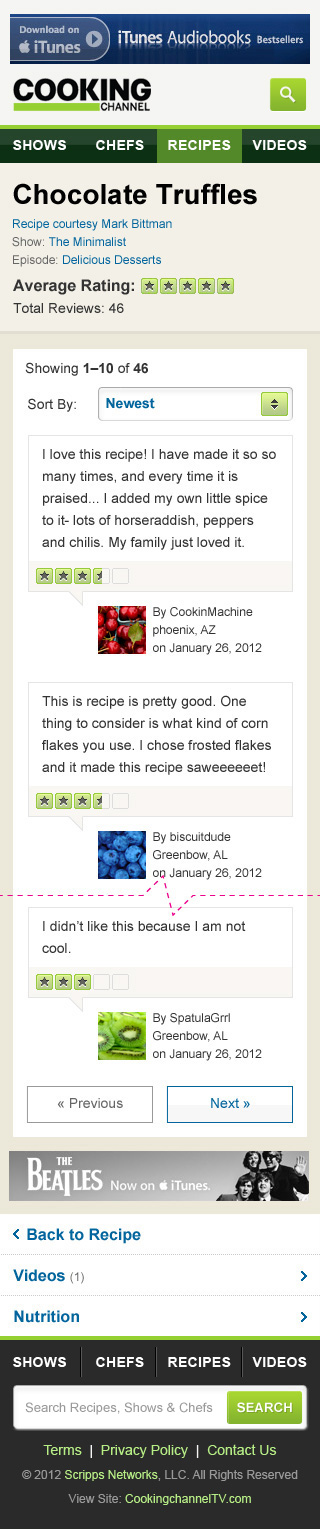 Download on
iTunes
iTunes Audiobooks Bestsellers
COOKING
CHANNEL
SHOWS CHEFS RECIPES VIDEOS
Chocolate Truffles
Recipe courtesy Mark Bittman
Show: The Minimalist
Episode: Delicious Desserts
Average Rating:
Total Reviews: 46
Showing 1–10 of 46
Sort By: Newest
I love this recipe! I have made it so so
many times, and every time it is
praised... I added my own little spice
to it- lots of horseraddish, peppers
and chilis. My family just loved it.
By CookinMachine
phoenix, AZ
on January 26, 2012
This is recipe is pretty good. One
thing to consider is what kind of corn
flakes you use. I chose frosted flakes
and it made this recipe saweeeeeet!
By biscuitdude
Greenbow, AL
on January 26, 2012
I didn't like this because I am not
cool.
By SpatulaGrrl
Greenbow, AL
on January 26, 2012
« Previous Next »
THE
BEATLES Now on iTunes.
Back to Recipe
Videos (1)
Nutrition
SHOWS CHEFS RECIPES VIDEOS
Search Recipes, Shows & Chefs SEARCH
Terms | Privacy Policy | Contact Us
© 2012 Scripps Networks, LLC. All Rights Reserved
View Site: CookingchannelTV.com